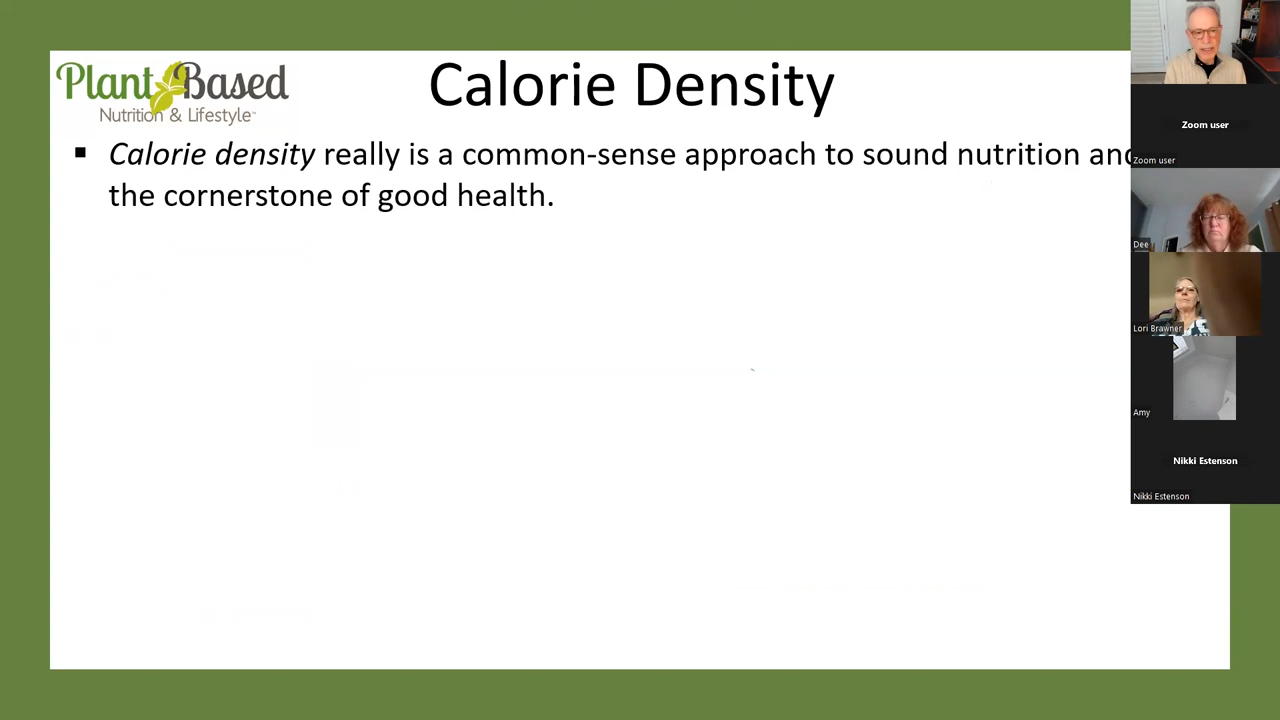 Plant Based
Nutrition & Lifestyle™
Calorie Density
▪ Calorie density really is a common-sense approach to sound nutrition and
the cornerstone of good health.
Zoom user
Zoom user
Dee
Lori Brawner
Amy
Nikki Estenson
Nikki Estenson